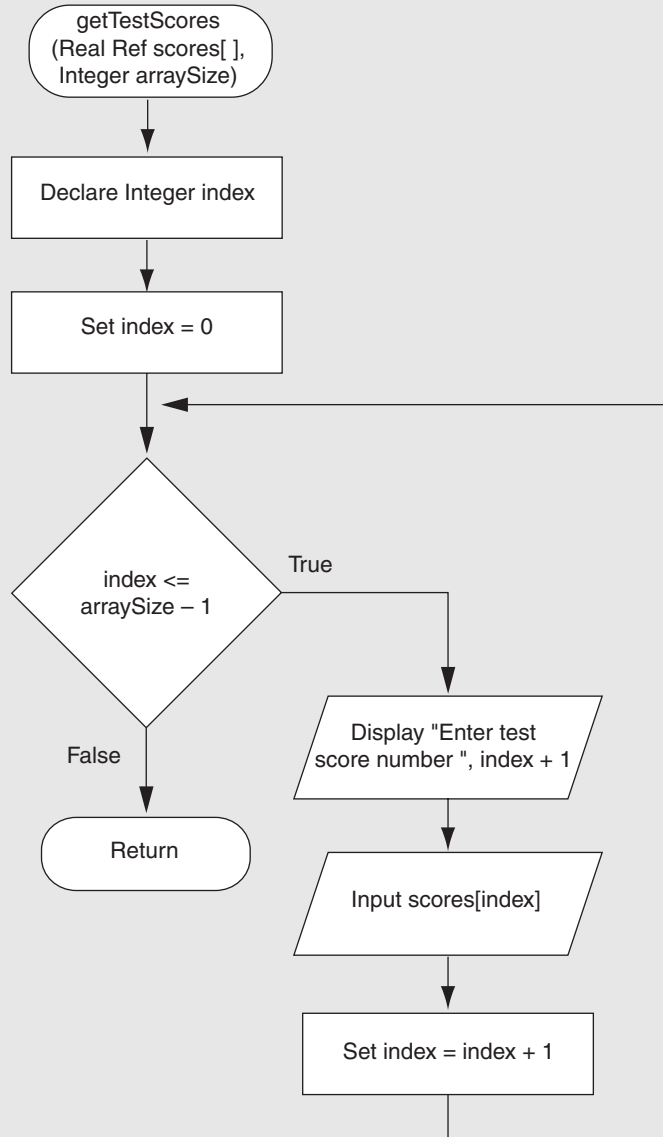 getTestScores
(Real Ref scores[ ],
Integer arraySize)
Declare Integer index
Set index = 0
index <=
arraySize – 1
True
False
Display "Enter test
score number ", index + 1
Return
Input scores[index]
Set index = index + 1